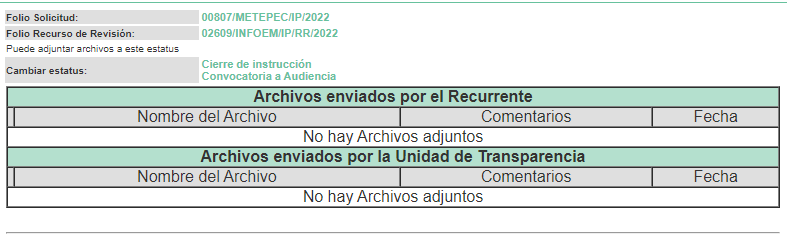 Folio Solicitud: 00807/METEPEC/IP/2022
Folio Recurso de Revisión: 02609/INFOEM/IP/RR/2022
Puede adjuntar archivos a este estatus
Cambiar estatus: Cierre de instrucción
Convocatoria a Audiencia
Archivos enviados por el Recurrente
Nombre del Archivo Comentarios Fecha
No hay Archivos adjuntos
Archivos enviados por la Unidad de Transparencia
Nombre del Archivo Comentarios Fecha
No hay Archivos adjuntos